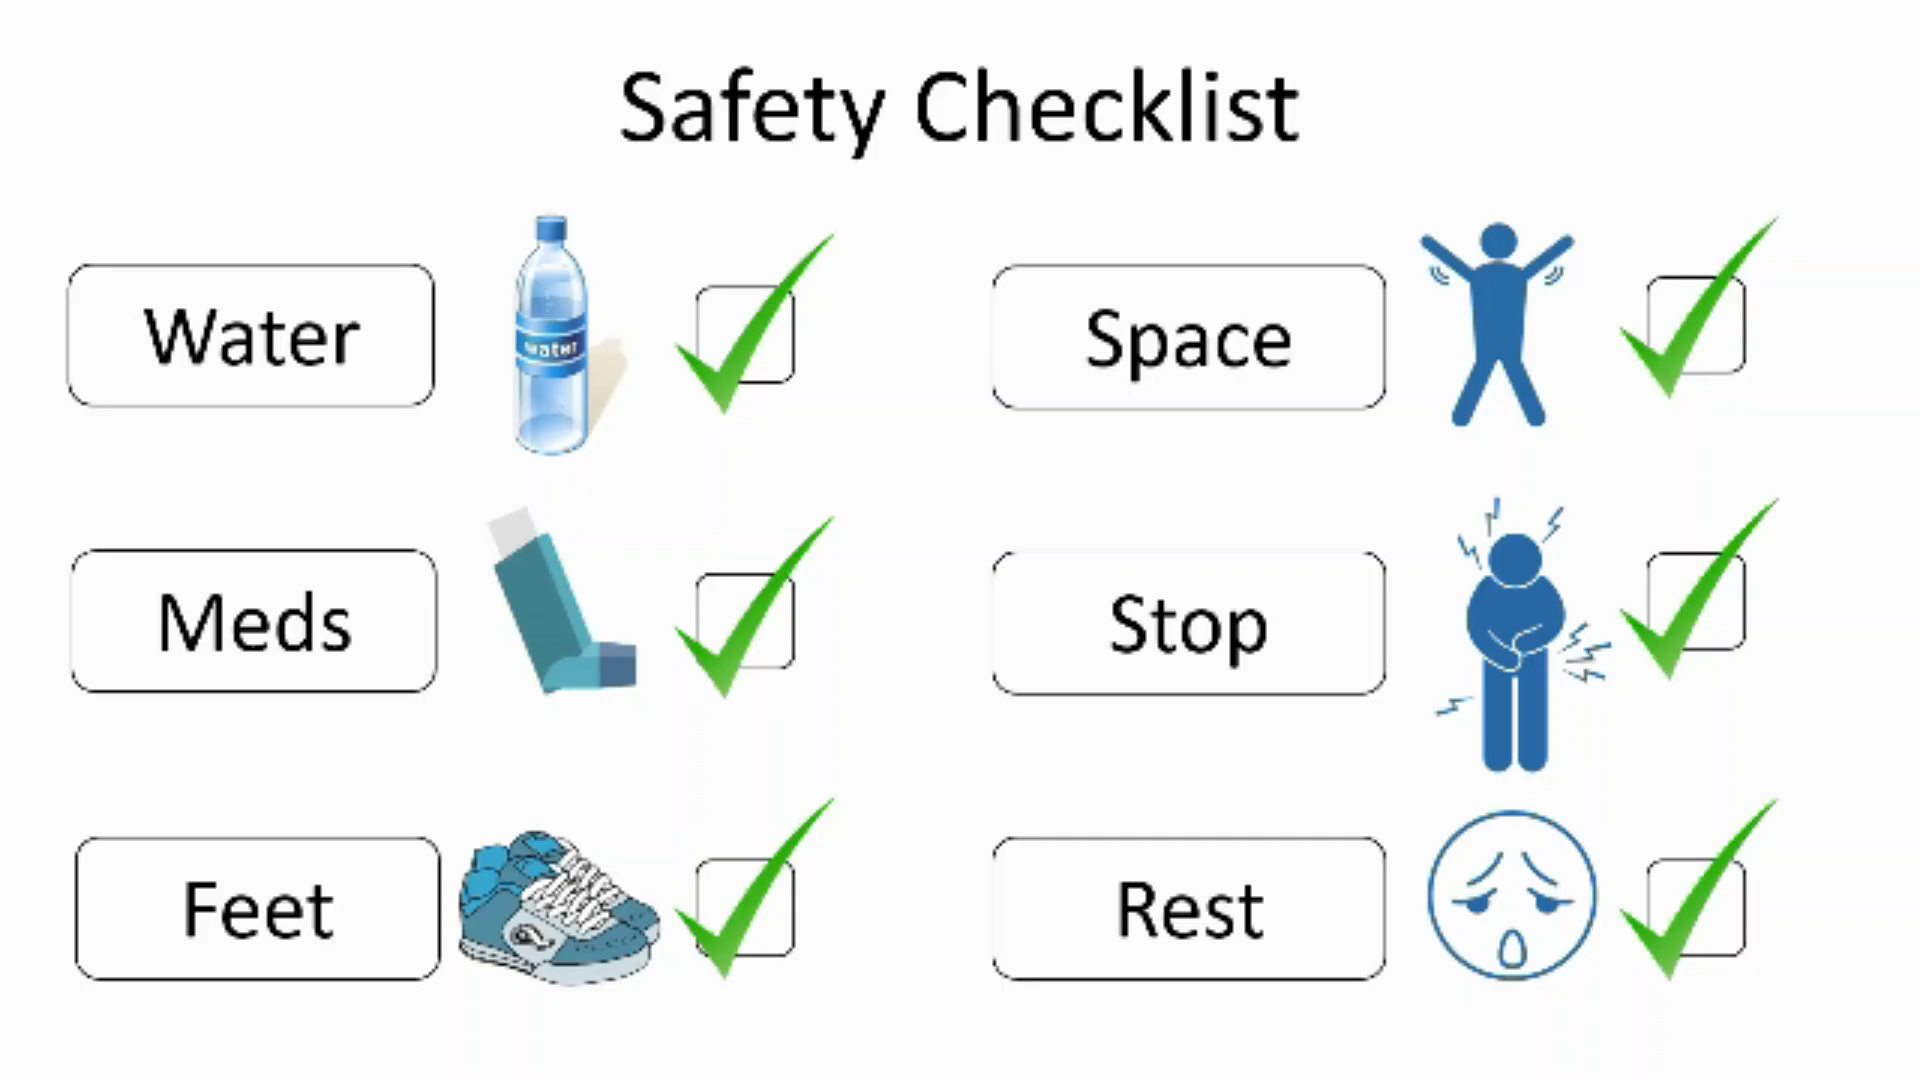 Safety Checklist
Water
water
Meds
Feet
Space
Stop
Rest